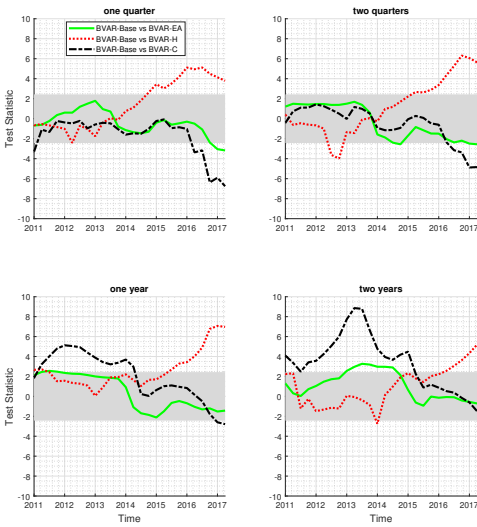 one quarter
10
8
6
4
2
0
-2
-4
-6
-8
-10
Test Statistic
BVAR-Base vs BVAR-EA
BVAR-Base vs BVAR-H
BVAR-Base vs BVAR-C
2011 2012 2013 2014 2015 2016 2017
two quarters
10
8
6
4
2
0
-2
-4
-6
-8
-10
2011 2012 2013 2014 2015 2016 2017
one year
10
8
6
4
2
0
-2
-4
-6
-8
-10
Test Statistic
2011 2012 2013 2014 2015 2016 2017
Time
two years
10
8
6
4
2
0
-2
-4
-6
-8
-10
2011 2012 2013 2014 2015 2016 2017
Time